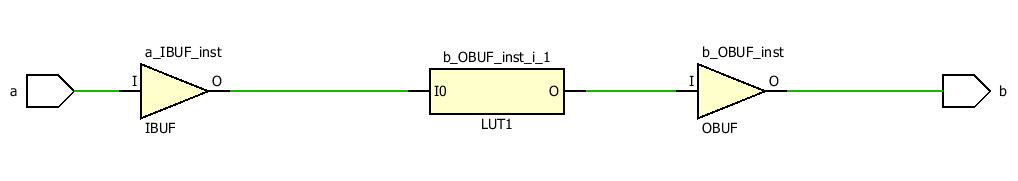 a_IBUF_inst
b_OBUF_inst_i_1
b_OBUF_inst
a
I
O
I0
O
I
O
b
IBUF
LUT1
OBUF